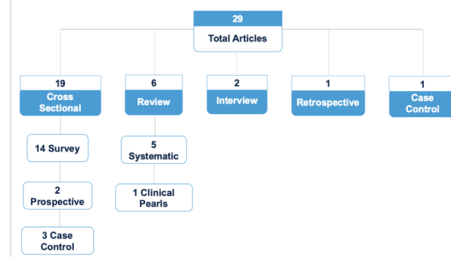 29
Total Articles
19
Cross
Sectional
6
Review
2
Interview
1
Retrospective
1
Case
Control
14 Survey
5
Systematic
2
Prospective
1 Clinical
Pearls
3 Case
Control